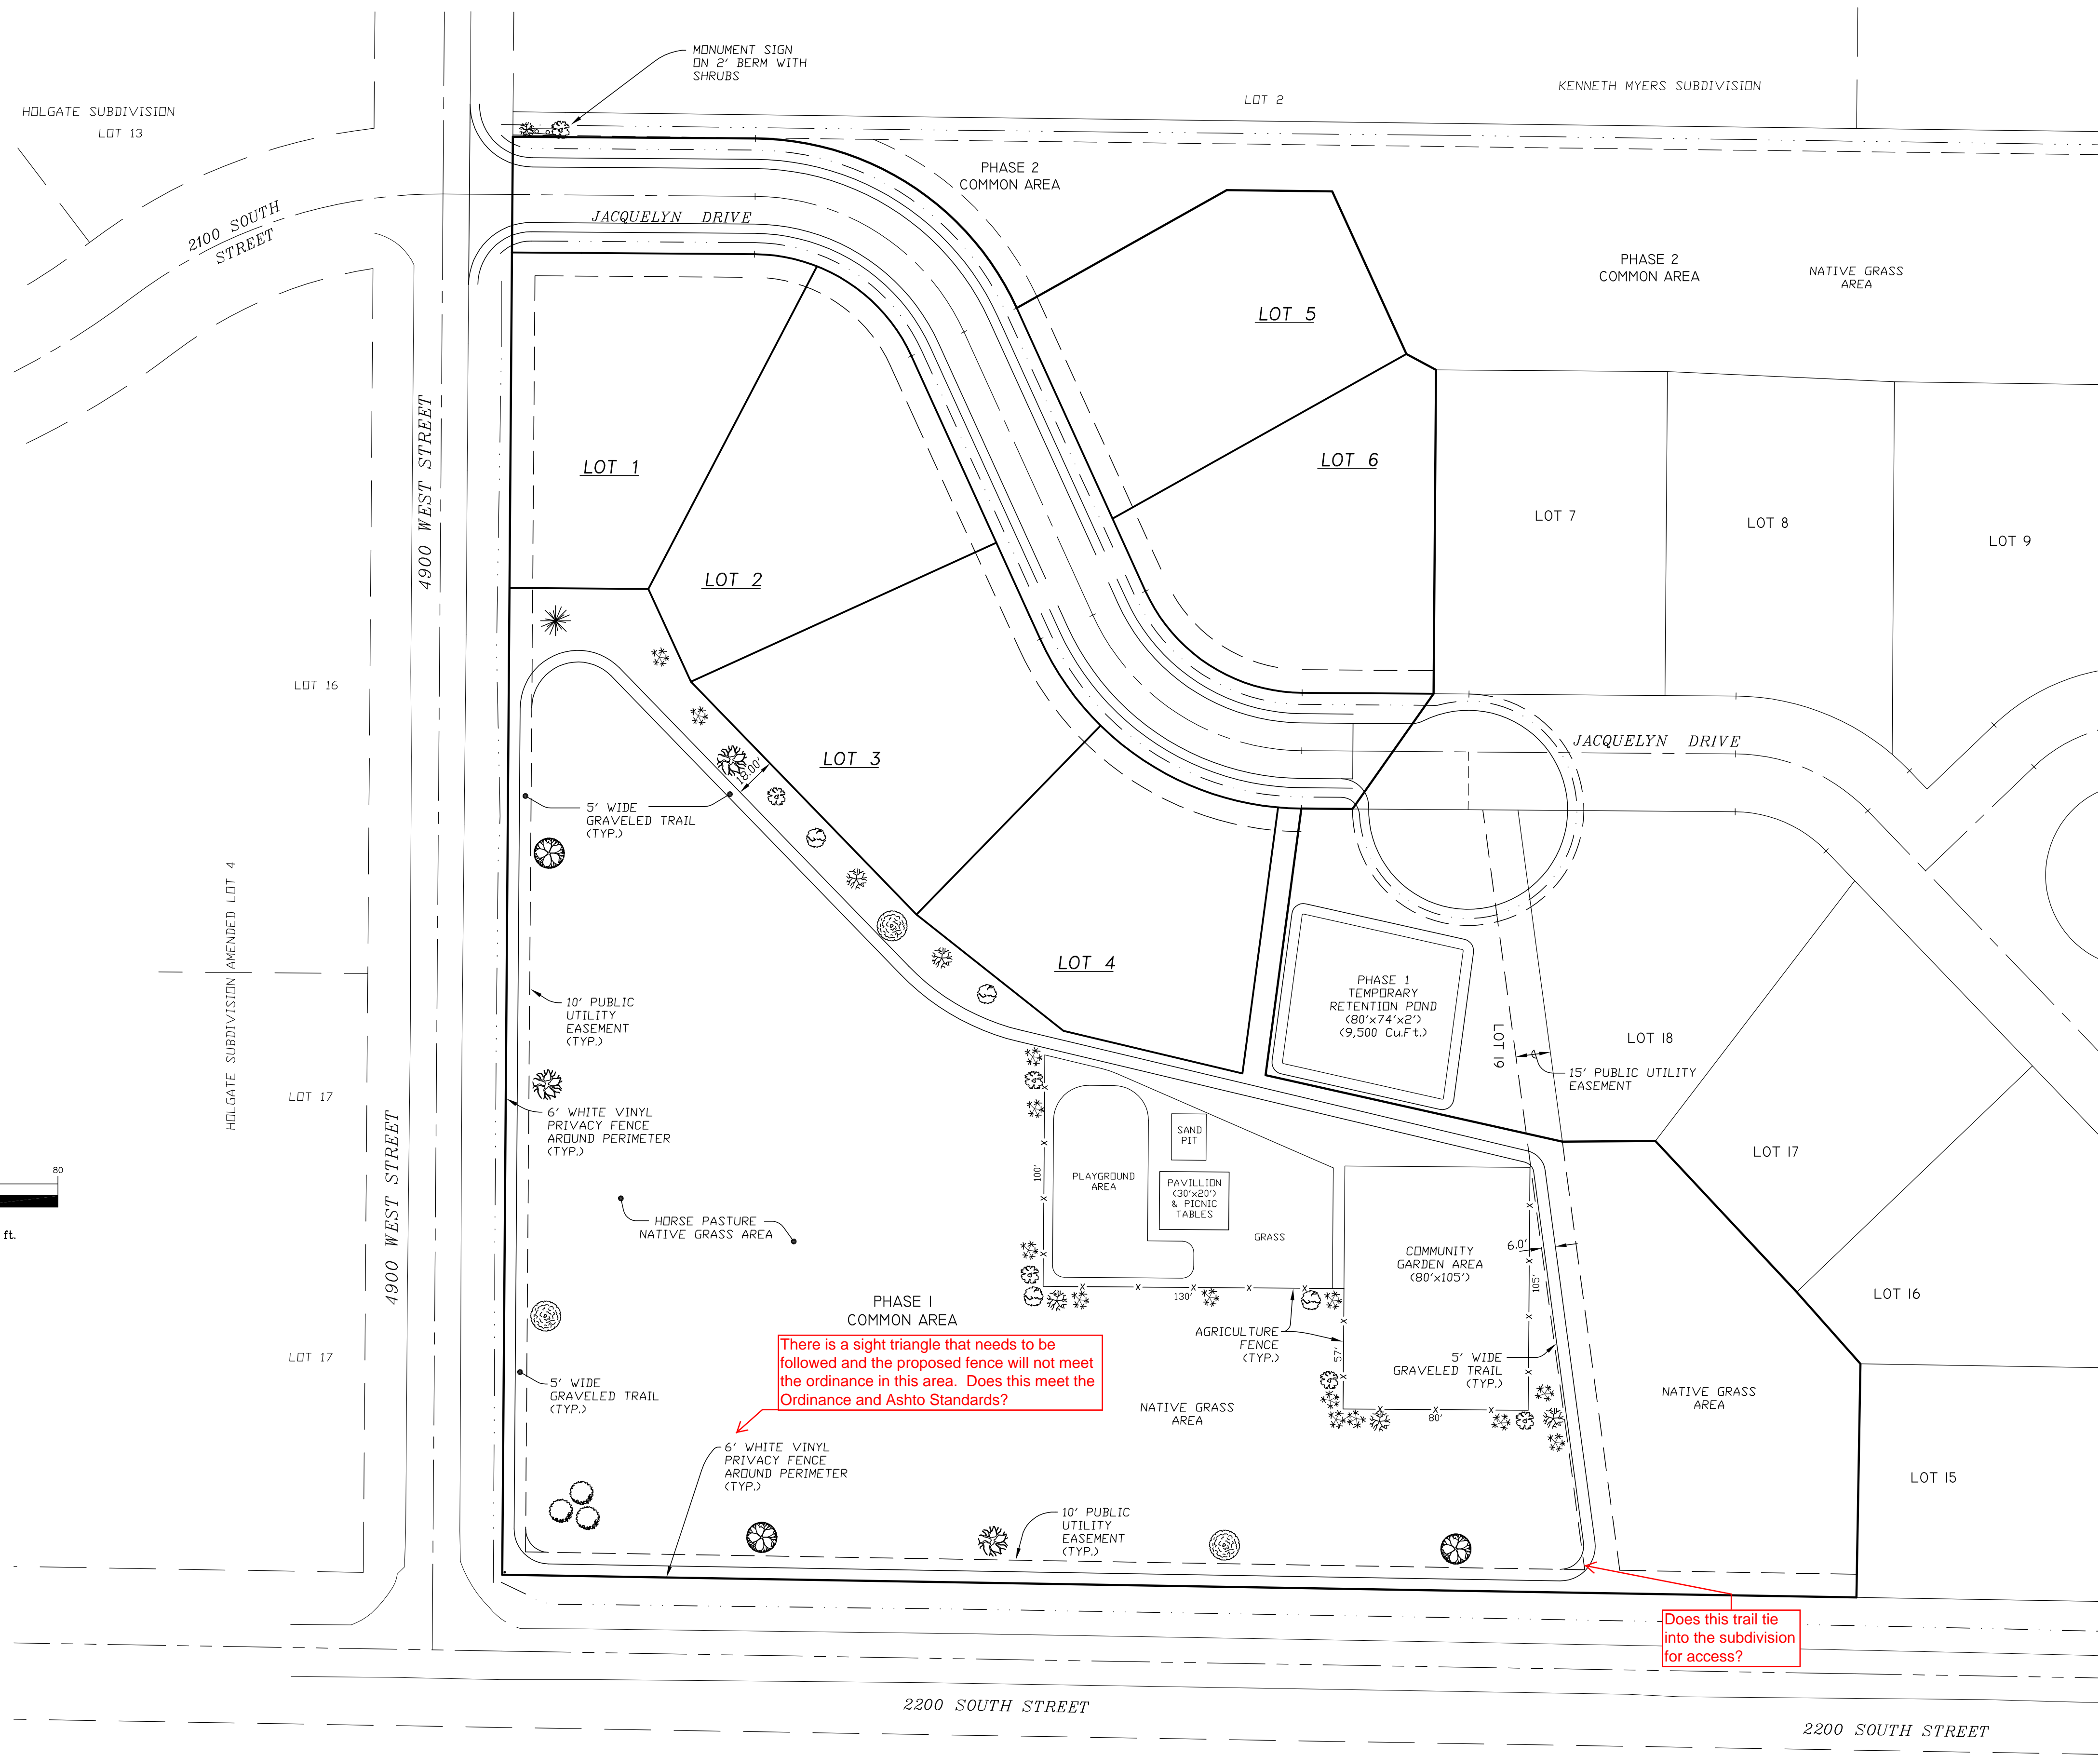 MONUMENT SIGN
ON 2' BERM WITH
SHRUBS
HOLGATE SUBDIVISION
LOT 13
LOT 2
KENNETH MYERS SUBDIVISION
PHASE 2
COMMON AREA
2100 SOUTH
STREET
JACQUELYN DRIVE
PHASE 2
COMMON AREA
NATIVE GRASS
AREA
LOT 5
4900 WEST STREET
LOT 1
LOT 6
LOT 7
LOT 8
LOT 9
LOT 2
LOT 16
JACQUELYN DRIVE
LOT 3
18.00'
5' WIDE
GRAVELED TRAIL
(TYP.)
HOLGATE SUBDIVISION AMENDED LOT 4
LOT 4
10' PUBLIC
UTILITY
EASEMENT
(TYP.)
PHASE 1
TEMPORARY
RETENTION POND
(80'x74'x2')
(9,500 Cu.Ft.)
LOT 19
LOT 18
15' PUBLIC UTILITY
EASEMENT
LOT 17
6' WHITE VINYL
PRIVACY FENCE
AROUND PERIMETER
(TYP.)
4900 WEST STREET
SAND
PIT
LOT 17
80
ft.
100'
PLAYGROUND
AREA
PAVILLION
(30'x20')
& PICNIC
TABLES
GRASS
HORSE PASTURE
NATIVE GRASS AREA
COMMUNITY
GARDEN AREA
(80'x105')
6.0'
105'
130'
LOT 16
PHASE 1
COMMON AREA
AGRICULTURE
FENCE
(TYP.)
57'
There is a sight triangle that needs to be
followed and the proposed fence will not meet
the ordinance in this area. Does this meet the
Ordinance and Ashto Standards?
LOT 17
5' WIDE
GRAVELED TRAIL
(TYP.)
5' WIDE
GRAVELED TRAIL
(TYP.)
NATIVE GRASS
AREA
NATIVE GRASS
AREA
80'
6' WHITE VINYL
PRIVACY FENCE
AROUND PERIMETER
(TYP.)
LOT 15
10' PUBLIC
UTILITY
EASEMENT
(TYP.)
Does this trail tie
into the subdivision
for access?
2200 SOUTH STREET
2200 SOUTH STREET